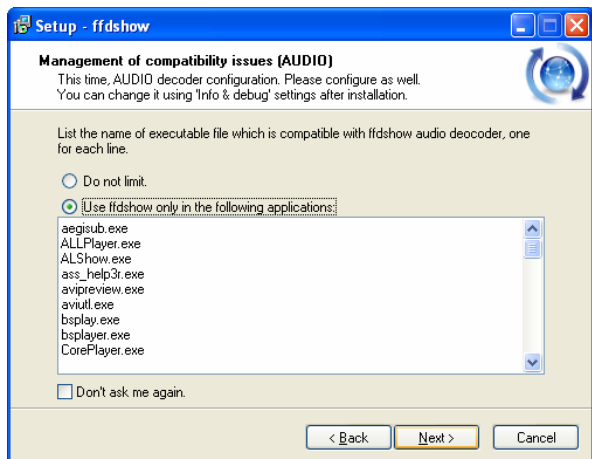 Setup - ffdshow
Management of compatibility issues (AUDIO)
This time, AUDIO decoder configuration. Please configure as well.
You can change it using 'Info & debug' settings after installation.
List the name of executable file which is compatible with ffdshow audio deocoder, one
for each line.
Do not limit.
Use ffdshow only in the following applications:
aegisub.exe
ALLPlayer.exe
ALShow.exe
ass_help3r.exe
avipreview.exe
aviutl.exe
bsplay.exe
bsplayer.exe
CorePlayer.exe
Don't ask me again.
< Back
Next >
Cancel